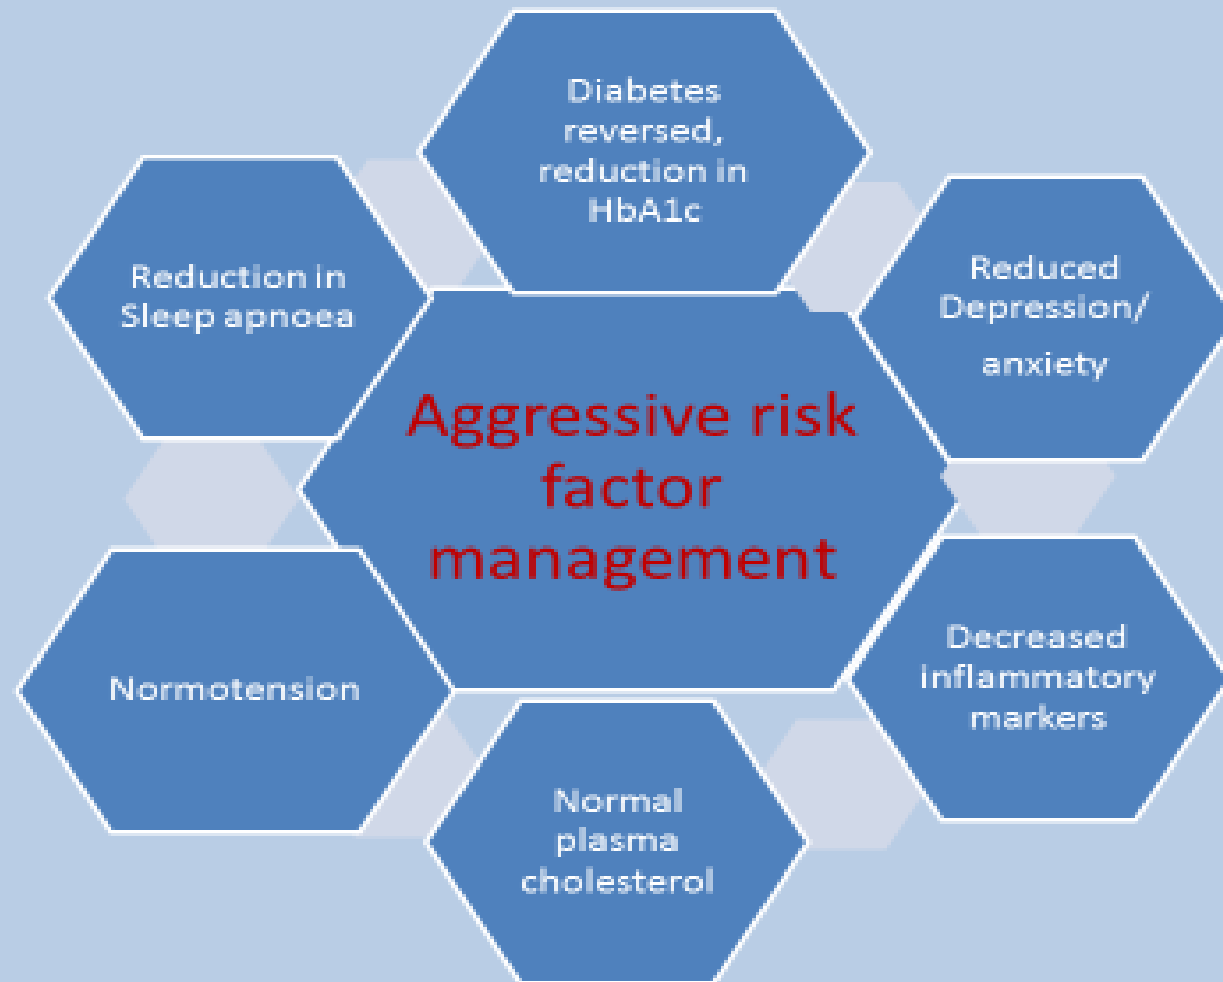 Diabetes
reversed,
reduction in
HbA1c
Reduction in
Sleep apnoea
Reduced
Depression/
anxiety
Aggressive risk
factor
management
Normotension
Decreased
inflammatory
markers
Normal
plasma
cholesterol